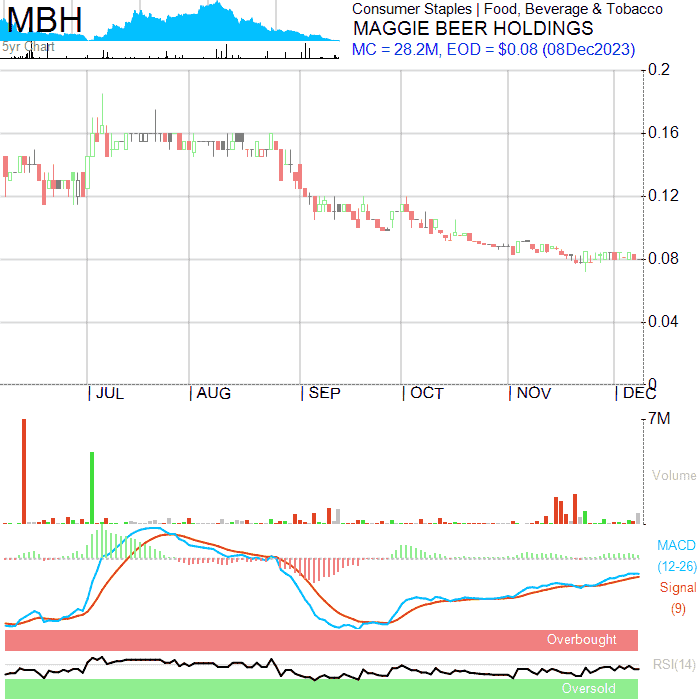 MBH
5yr Chart
Consumer Staples | Food, Beverage & Tobacco
MAGGIE BEER HOLDINGS
MC = 28.2M, EOD = $0.08 (08Dec2023)
0.2
0.16
0.12
0.08
0.04
0
JUL AUG SEP OCT NOV DEC
7M
Volume
MACD
(12-26)
Signal
(9)
Overbought
RSI(14)
Oversold